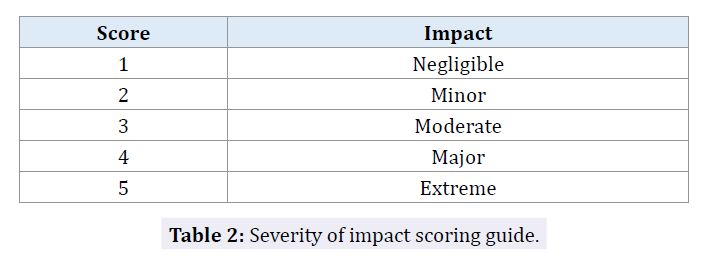 Score Impact
1 Negligible
2 Minor
3 Moderate
4 Major
5 Extreme
Table 2: Severity of impact scoring guide.